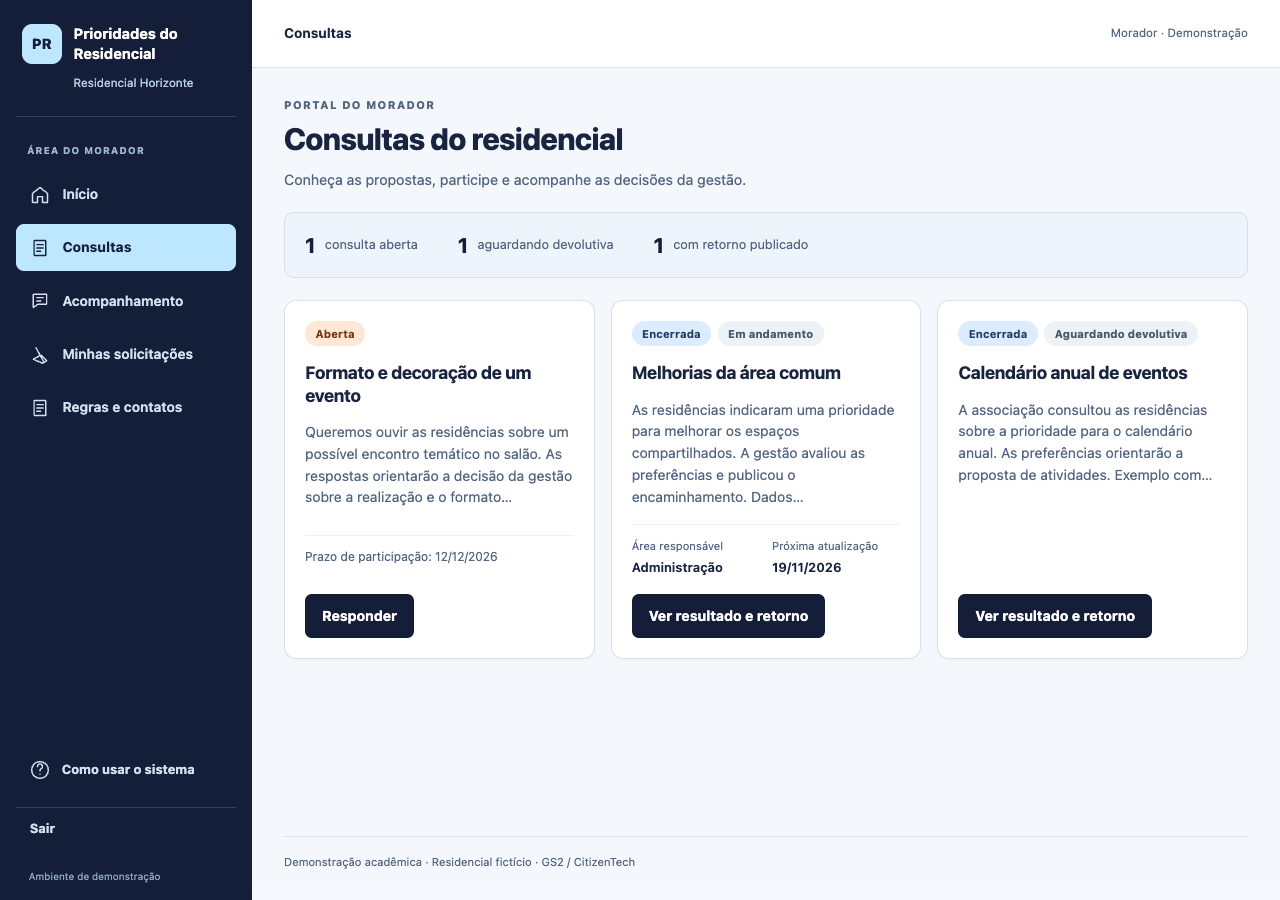 PR
Prioridades do
Residencial
Residencial Horizonte
ÁREA DO MORADOR
Início
Consultas
Acompanhamento
Minhas solicitações
Regras e contatos
Como usar o sistema
Sair
Ambiente de demonstração
Consultas
Morador · Demonstração
PORTAL DO MORADOR
Consultas do residencial
Conheça as propostas, participe e acompanhe as decisões da gestão.
1 consulta aberta
1 aguardando devolutiva
1 com retorno publicado
Aberta
Formato e decoração de um
evento
Queremos ouvir as residências sobre um
possível encontro temático no salão. As
respostas orientarão a decisão da gestão
sobre a realização e o formato...
Prazo de participação: 12/12/2026
Responder
Encerrada
Em andamento
Melhorias da área comum
As residências indicaram uma prioridade
para melhorar os espaços
compartilhados. A gestão avaliou as
preferências e publicou o
encaminhamento. Dados...
Área responsável
Administração
Próxima atualização
19/11/2026
Ver resultado e retorno
Encerrada
Aguardando devolutiva
Calendário anual de eventos
A associação consultou as residências
sobre a prioridade para o calendário
anual. As preferências orientarão a
proposta de atividades. Exemplo com...
Ver resultado e retorno
Demonstração acadêmica · Residencial fictício · GS2 / CitizenTech